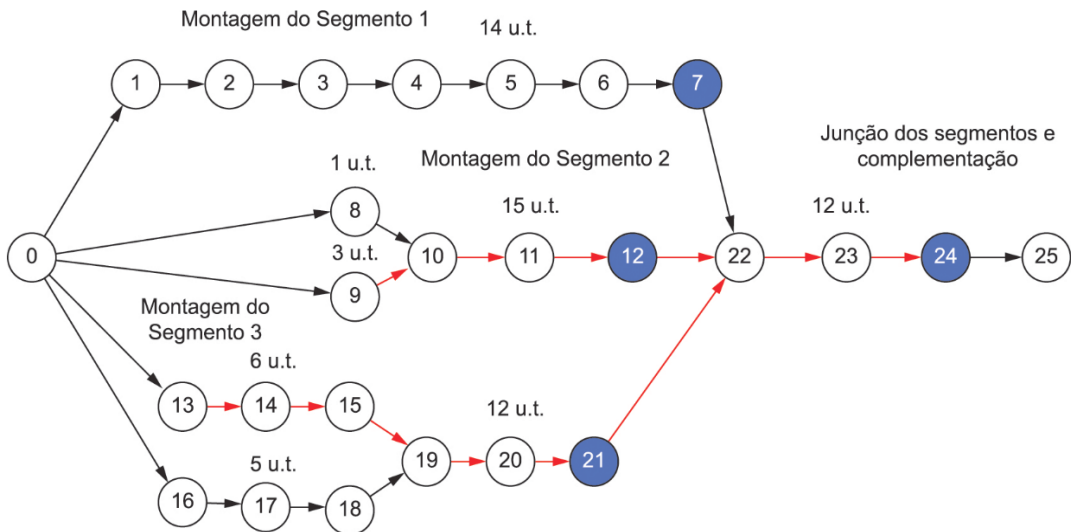 Montagem do Segmento 1
14 u.t.
1
2
3
4
5
6
7
Junção dos segmentos e
complementação
Montagem do Segmento 2
1 u.t.
15 u.t.
12 u.t.
8
3 u.t.
0
10
11
12
22
23
24
25
9
Montagem do
Segmento 3
6 u.t.
13
14
15
12 u.t.
19
20
21
5 u.t.
16
17
18